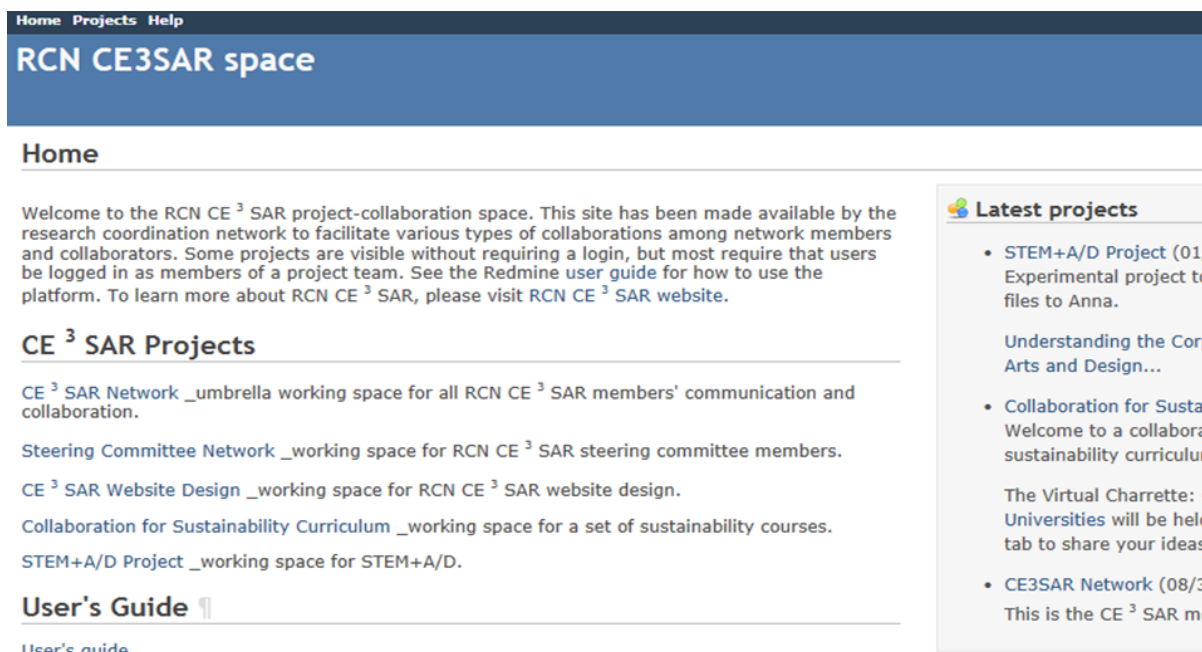 Home Projects Help
RCN CE3SAR space
Home
Welcome to the RCN CE ³ SAR project-collaboration space. This site has been made available by the
research coordination network to facilitate various types of collaborations among network members
and collaborators. Some projects are visible without requiring a login, but most require that users
be logged in as members of a project team. See the Redmine user guide for how to use the
platform. To learn more about RCN CE ³ SAR, please visit RCN CE ³ SAR website.
CE ³ SAR Projects
CE ³ SAR Network _umbrella working space for all RCN CE ³ SAR members' communication and
collaboration.
Steering Committee Network _working space for RCN CE ³ SAR steering committee members.
CE ³ SAR Website Design _working space for RCN CE ³ SAR website design.
Collaboration for Sustainability Curriculum _working space for a set of sustainability courses.
STEM+A/D Project _working space for STEM+A/D.
User's Guide ¶
User's guide
Latest projects
• STEM+A/D Project (01
Experimental project
files to Anna.
Understanding the
Arts and Design...
• Collaboration for
Welcome to a
sustainability
The Virtual Charrette:
Universities will be
tab to share your ideas
• CE3SAR Network (08/3
This is the CE ³ SAR